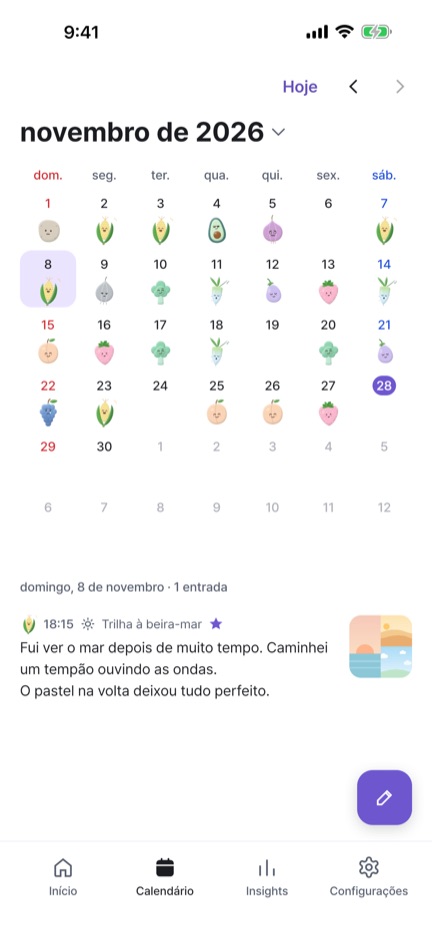 9:41
Hoje
novembro de 2026
dom. seg. ter. qua. qui. sex. sáb.
1 2 3 4 5 6 7
8 9 10 11 12 13 14
15 16 17 18 19 20 21
22 23 24 25 26 27 28
29 30 1 2 3 4 5
6 7 8 9 10 11 12
domingo, 8 de novembro · 1 entrada
18:15 Trilha à beira-mar
Fui ver o mar depois de muito tempo. Caminhei
um tempão ouvindo as ondas.
O pastel na volta deixou tudo perfeito.
Início Calendário Insights Configurações